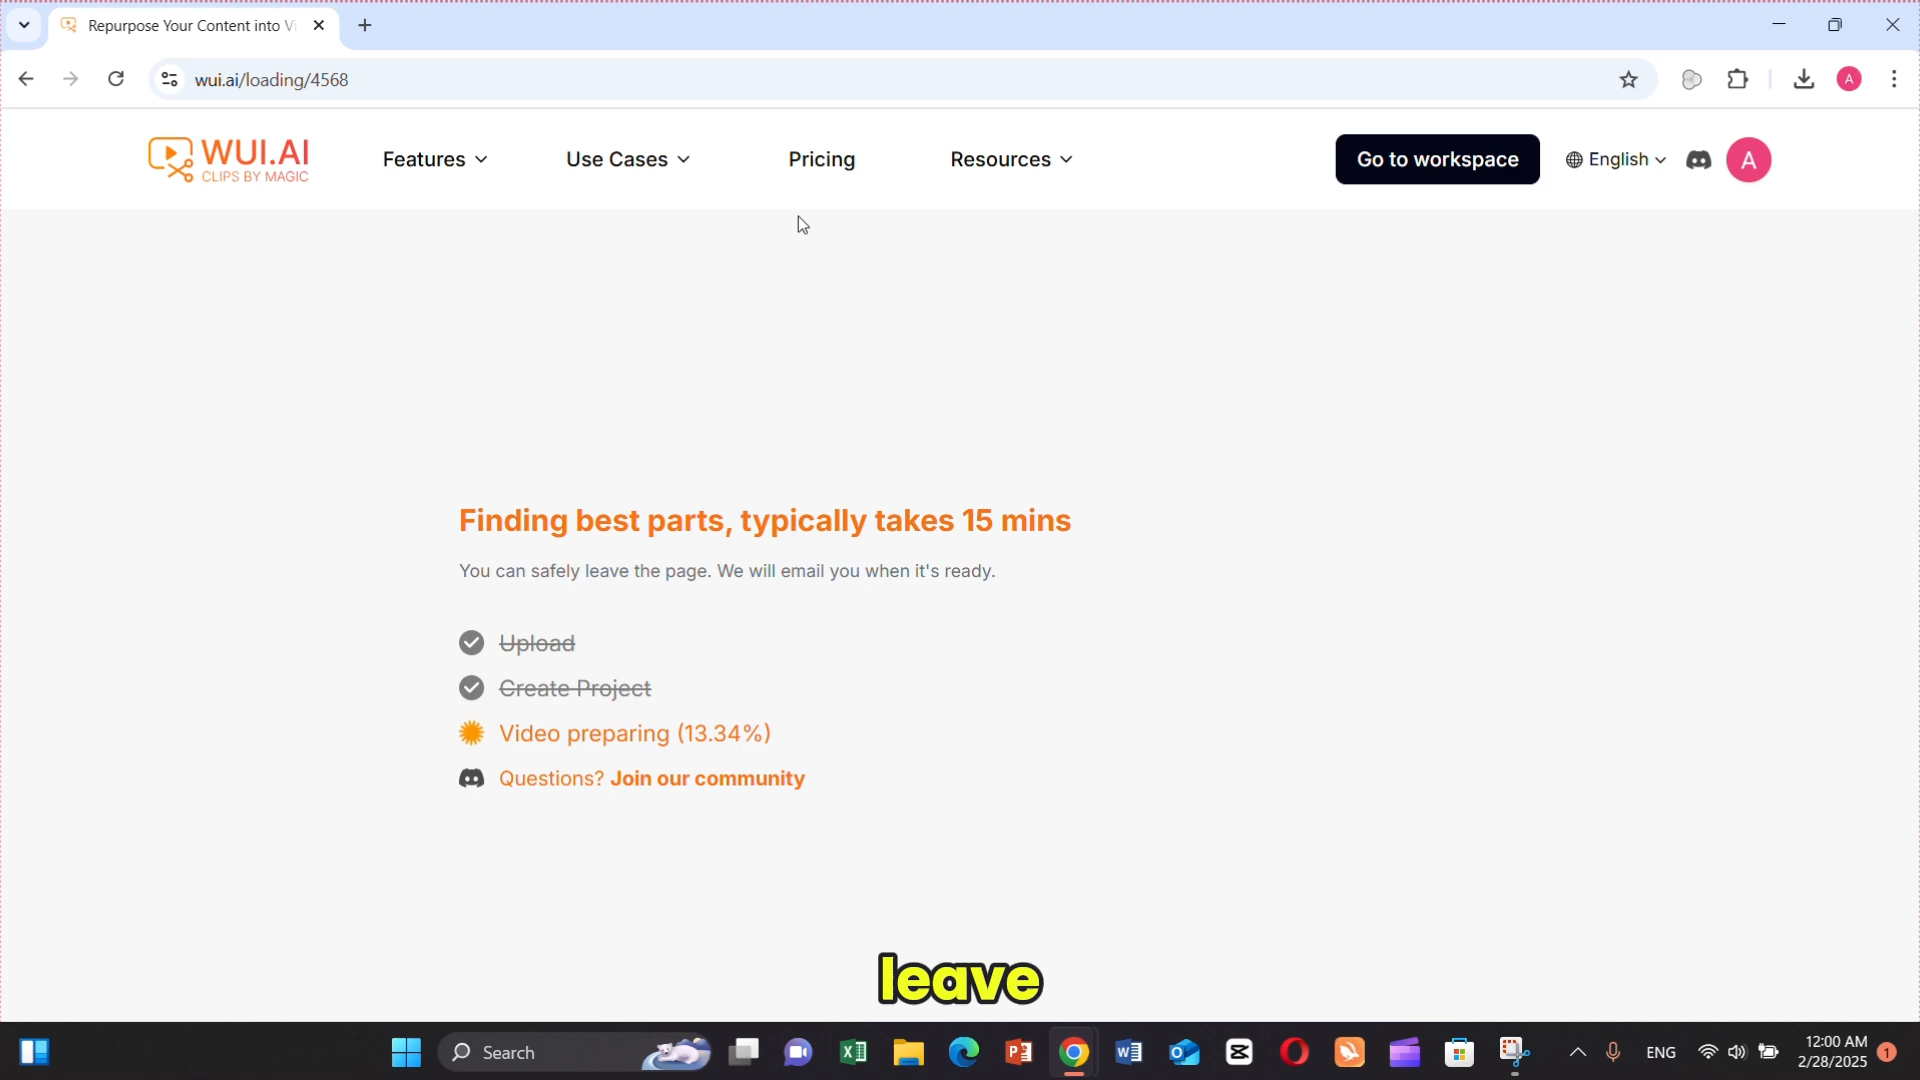 Repurpose Your Content into Vi
wui.ai/loading/4568
A
WUI.AI
CLIPS BY MAGIC
Features
Use Cases
Pricing
Resources
Go to workspace
English
A
Finding best parts, typically takes 15 mins
You can safely leave the page. We will email you when it's ready.
Upload
Create Project
Video preparing (13.34%)
Questions? Join our community
leave
Search
ENG
12:00 AM
2/28/2025
1